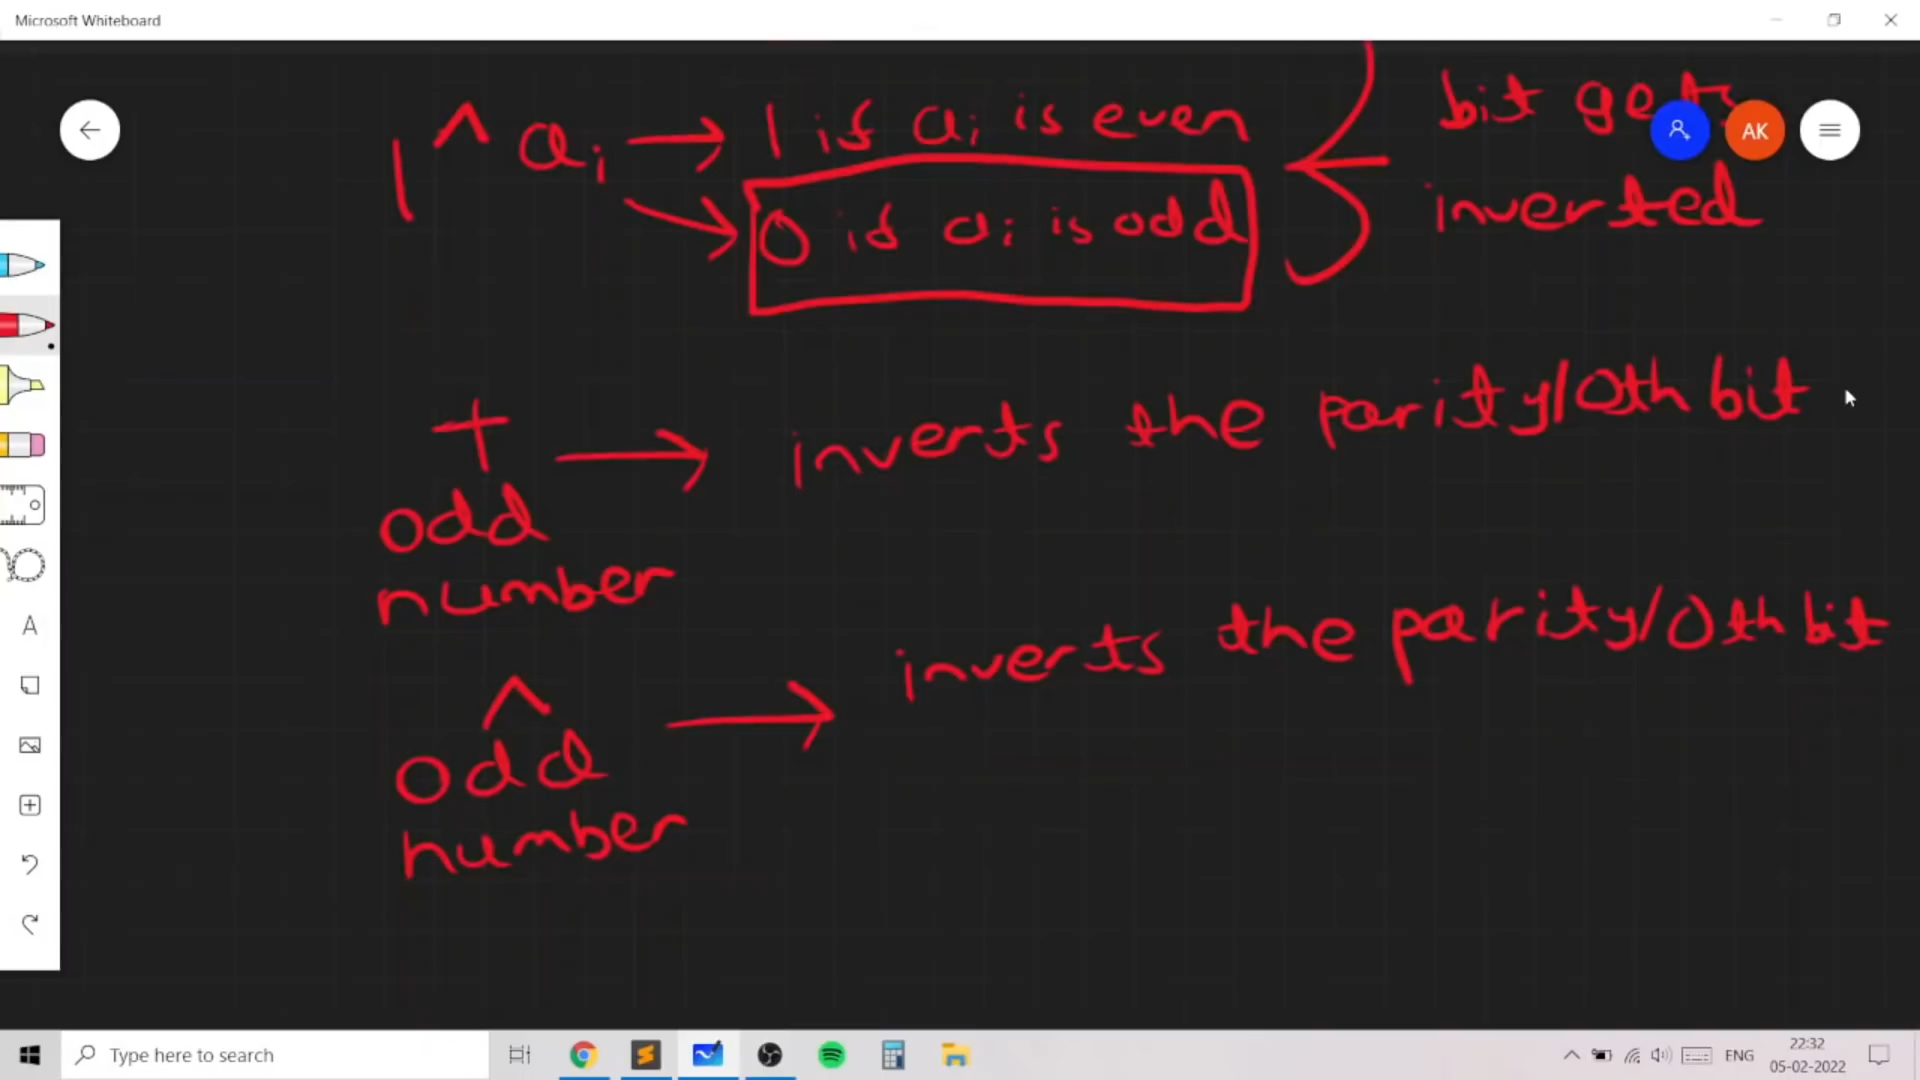 Microsoft Whiteboard
1 ^ ai → 1 if ai is even
→ 0 if ai is odd
bit gets
inverted
AK
+ → inverts the parity/0th bit
odd
number
^ → inverts the parity/0th bit
odd
number
A
Type here to search
ENG
22:32
05-02-2022